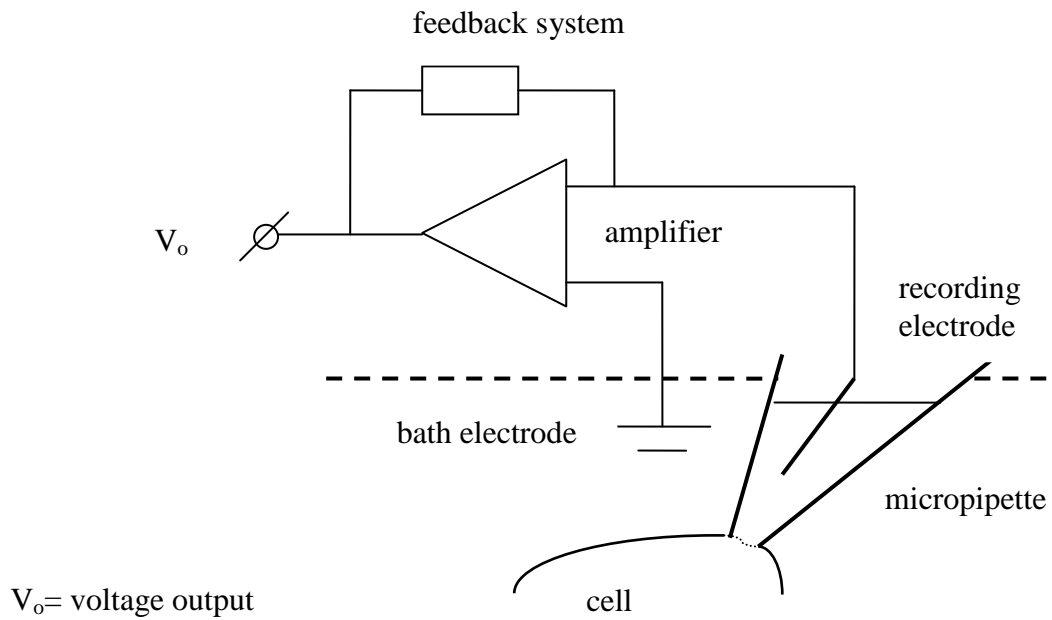 feedback system
amplifier
Vₒ
recording
electrode
bath electrode
micropipette
Vₒ= voltage output
cell